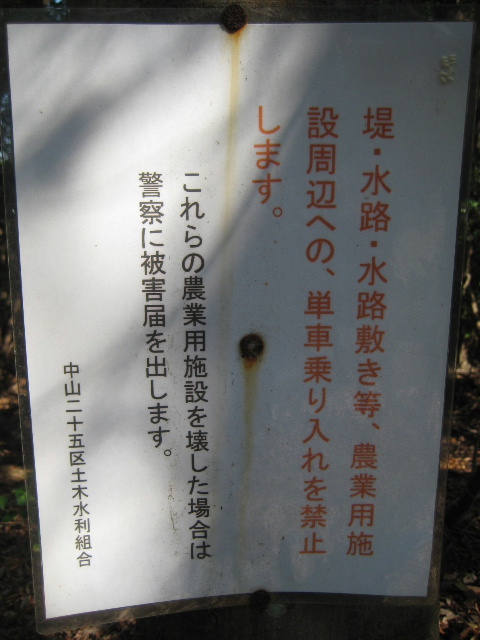 堤・水路・水路敷き等、農業用施
設周辺への、単車乗り入れを禁止
します。
これらの農業用施設を壊した場合は
警察に被害届を出します。
中山二十五区土木水利組合